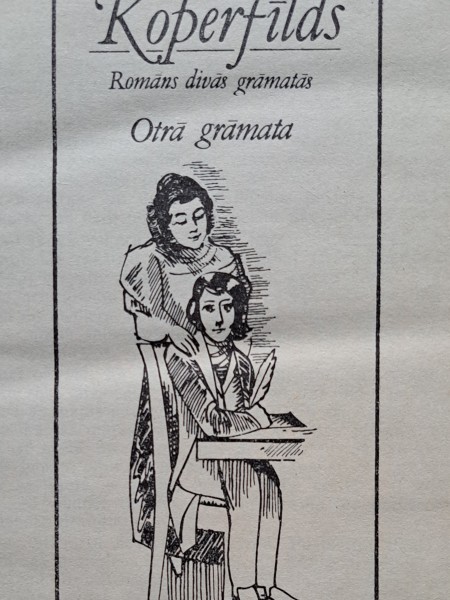 Koperfīlds
Romāns divās grāmatās
Otrā grāmata